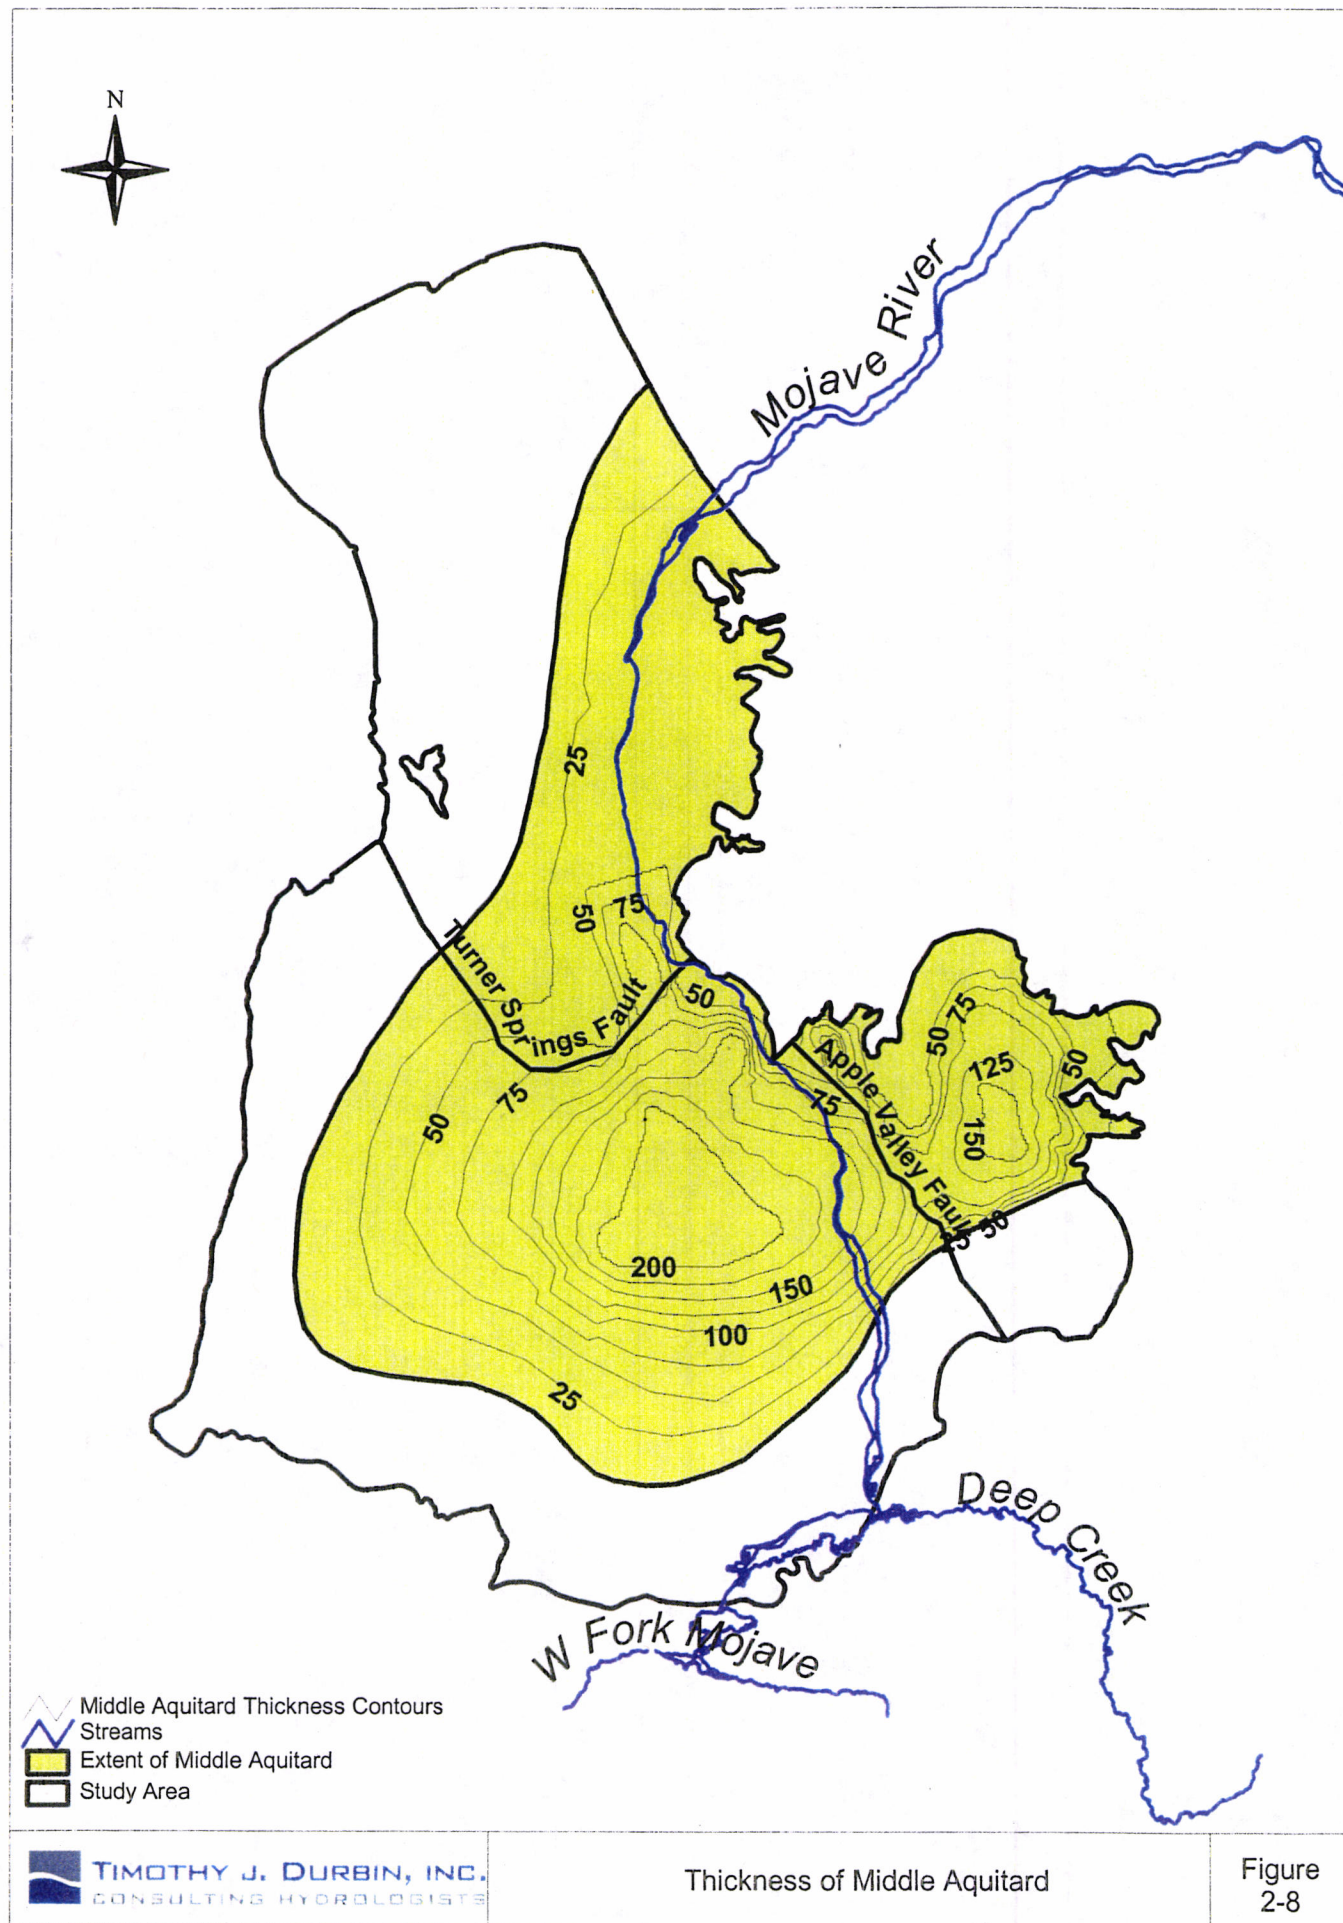 N
Mojave River
25
50
75
Turner Springs Fault
50
50
75
Apple Valley Fault
75
50
75
125
50
150
25
50
200
150
100
25
Deep Creek
W Fork Mojave
Middle Aquitard Thickness Contours
Streams
Extent of Middle Aquitard
Study Area
TIMOTHY J. DURBIN, INC.
CONSULTING HYDROLOGISTS
Thickness of Middle Aquitard
Figure
2-8